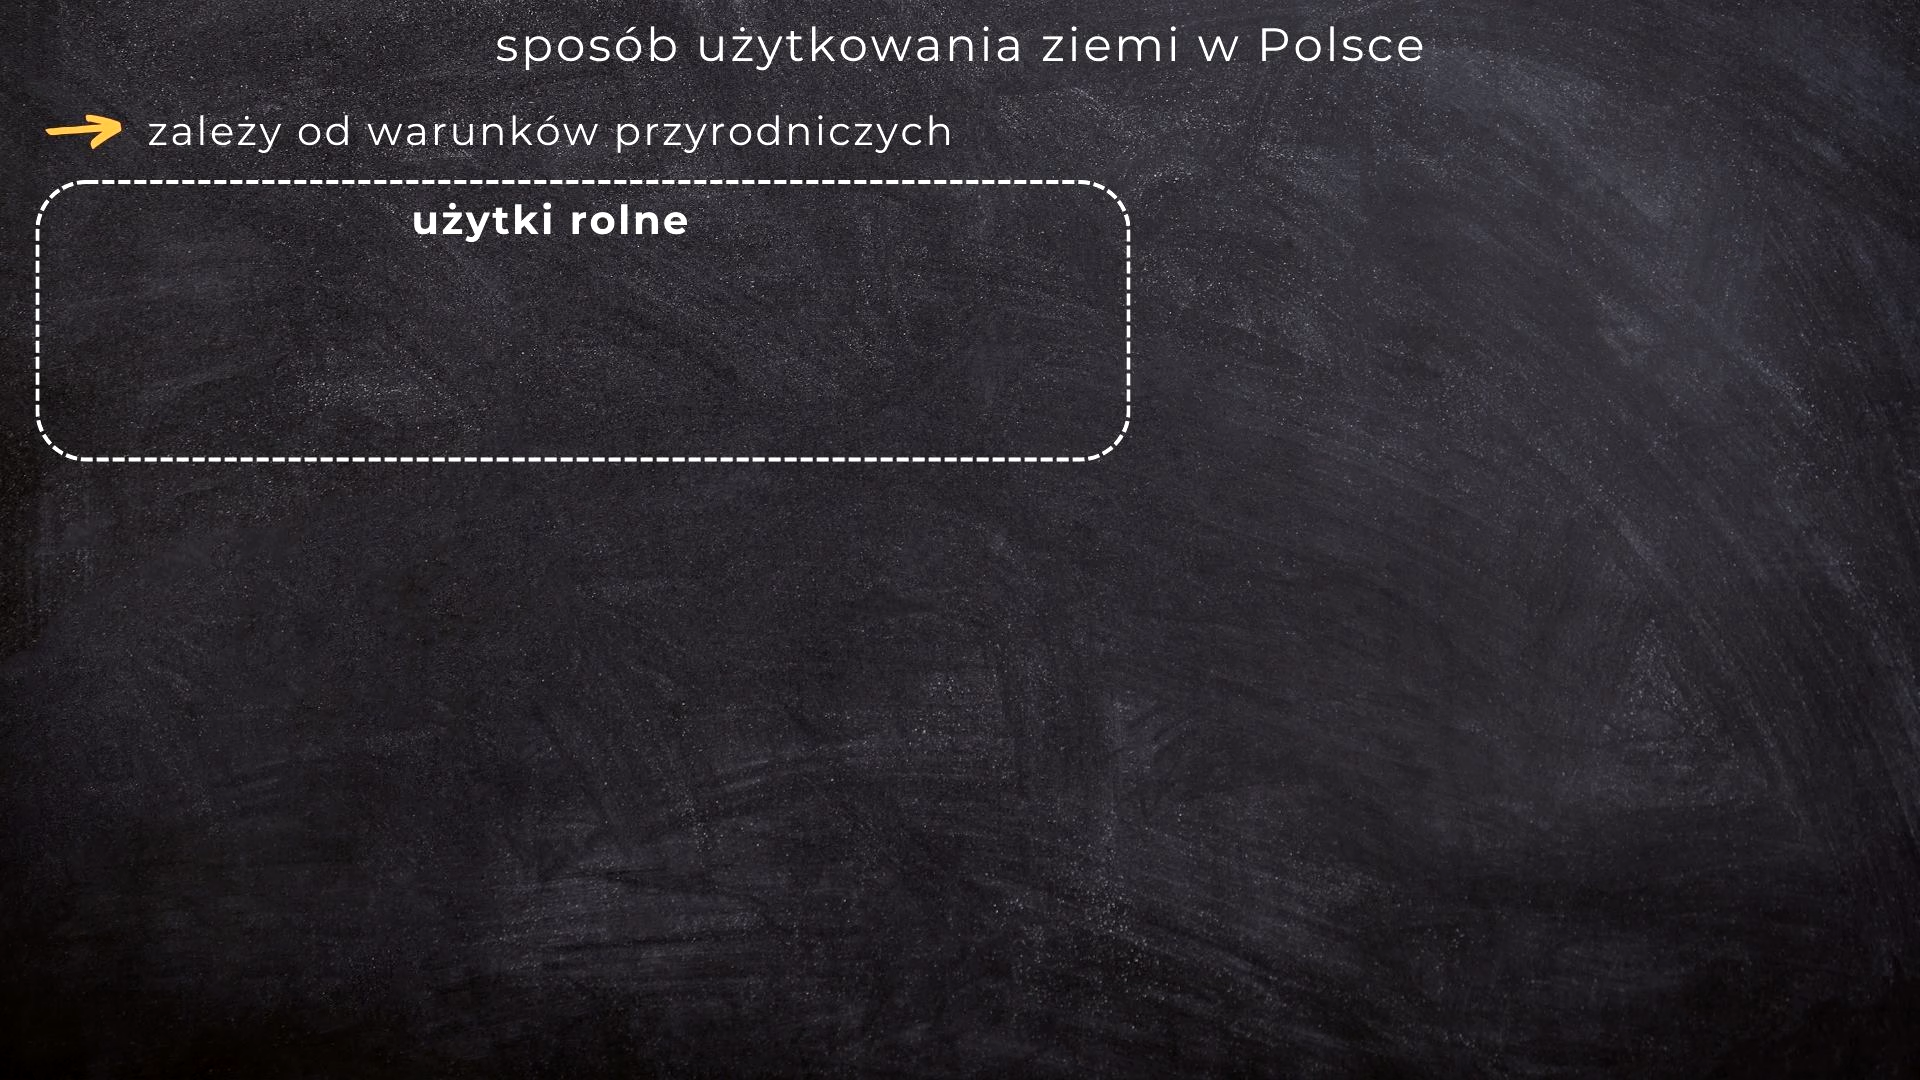 sposób użytkowania ziemi w Polsce
zależy od warunków przyrodniczych
użytki rolne